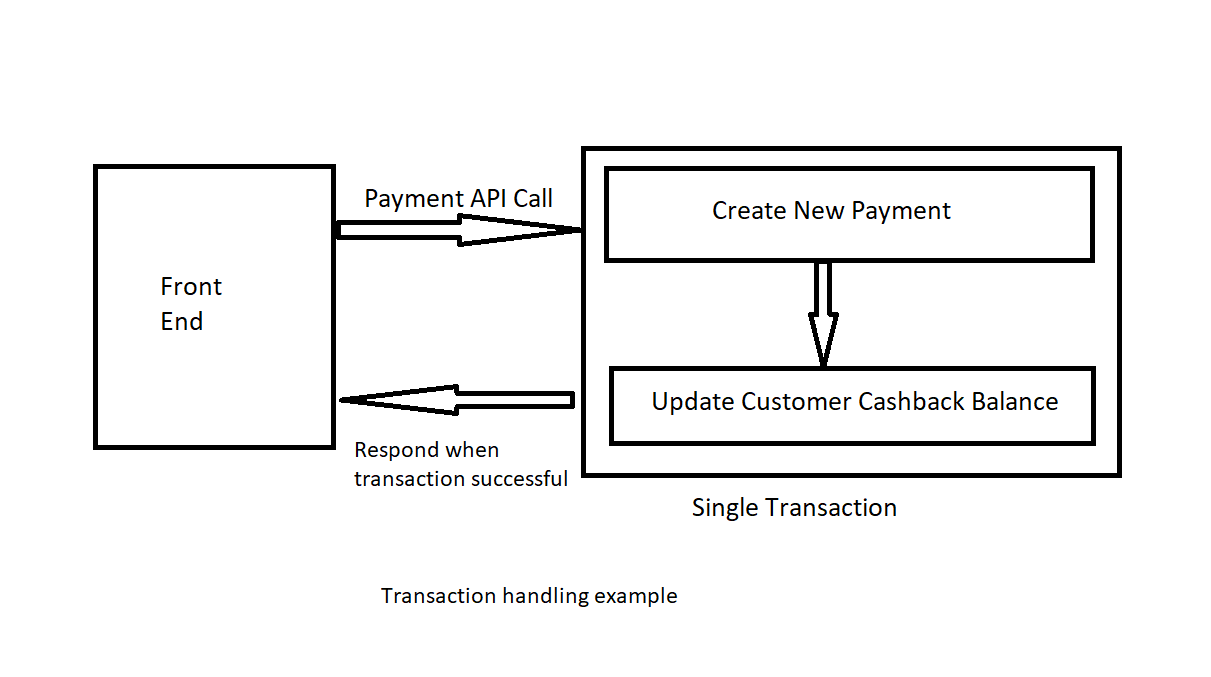 Payment API Call
Create New Payment
Front
End
Update Customer Cashback Balance
Respond when
transaction successful
Single Transaction
Transaction handling example